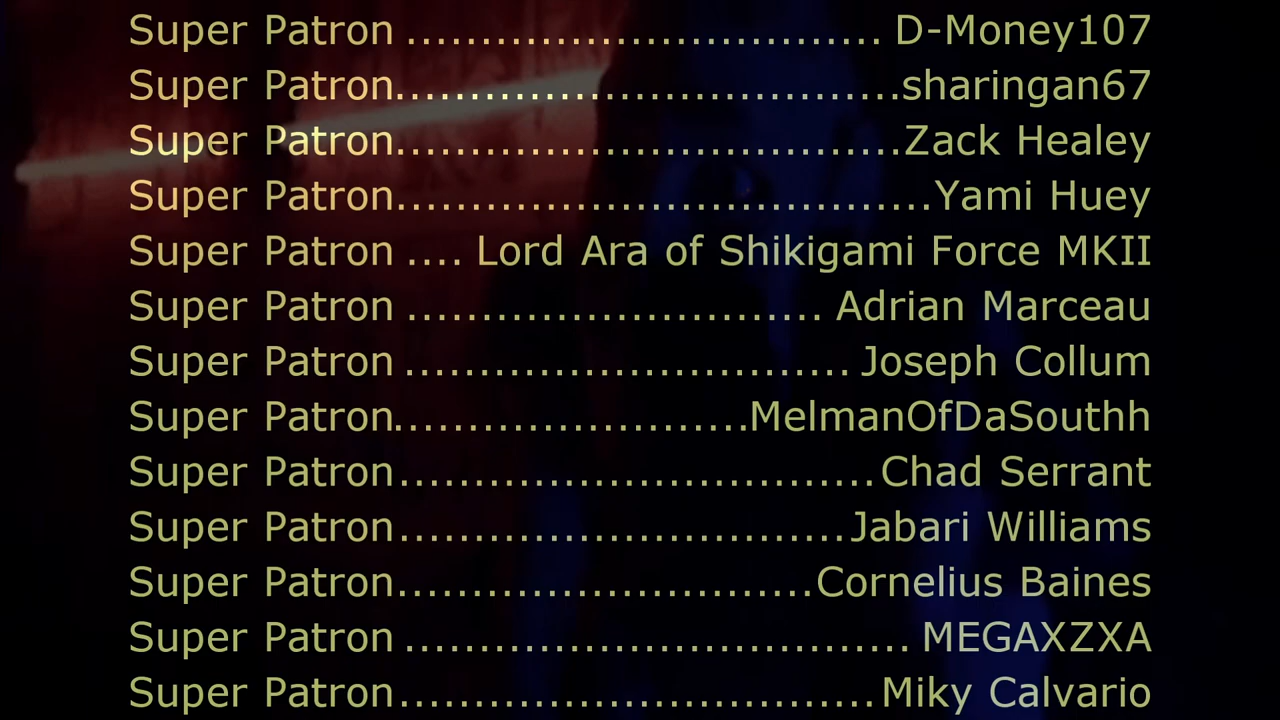 Super Patron ................................ D-Money107
Super Patron..................................sharingan67
Super Patron..................................Zack Healey
Super Patron....................................Yami Huey
Super Patron .... Lord Ara of Shikigami Force MKII
Super Patron ............................ Adrian Marceau
Super Patron .............................. Joseph Collum
Super Patron........................MelmanOfDaSouthh
Super Patron................................Chad Serrant
Super Patron..............................Jabari Williams
Super Patron............................Cornelius Baines
Super Patron .................................. MEGAXZXA
Super Patron................................Miky Calvario